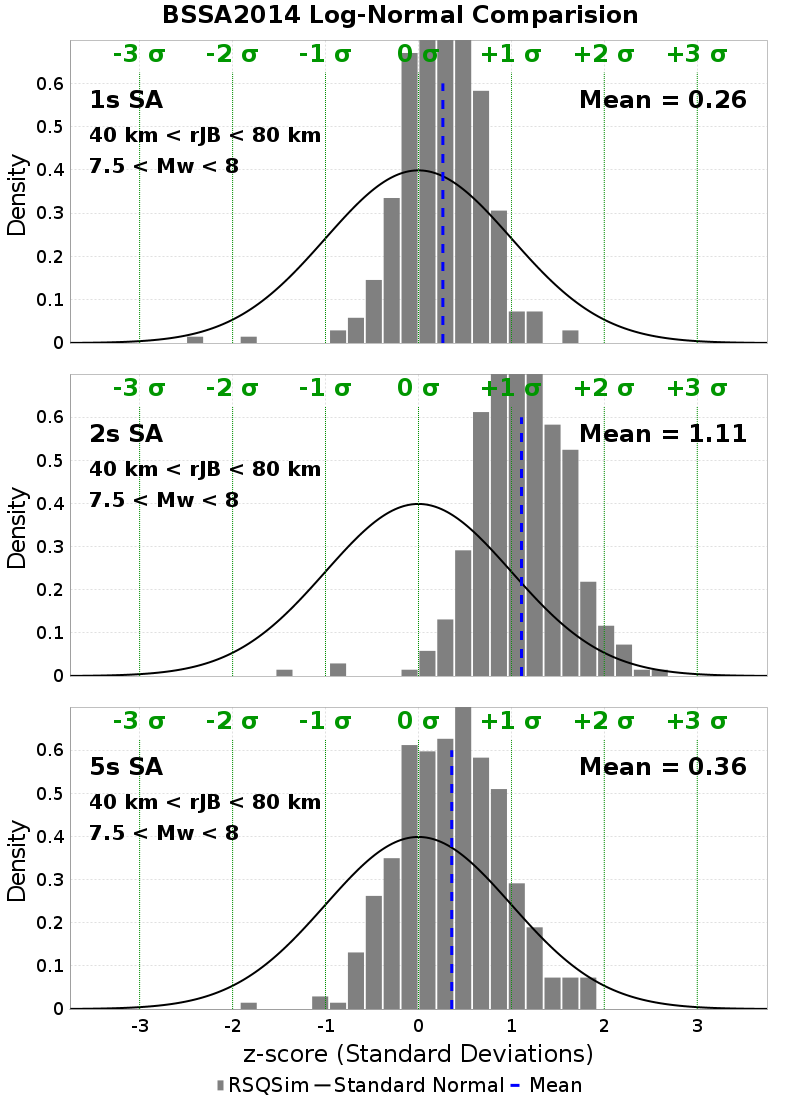 BSSA2014 Log-Normal Comparision
-3 σ -2 σ -1 σ 0 σ +1 σ +2 σ +3 σ
1s SA
Mean = 0.26
40 km < rJB < 80 km
7.5 < Mw < 8
Density
0.6
0.5
0.4
0.3
0.2
0.1
0
-3 σ -2 σ -1 σ 0 σ +1 σ +2 σ +3 σ
2s SA
Mean = 1.11
40 km < rJB < 80 km
7.5 < Mw < 8
Density
0.6
0.5
0.4
0.3
0.2
0.1
0
-3 σ -2 σ -1 σ 0 σ +1 σ +2 σ +3 σ
5s SA
Mean = 0.36
40 km < rJB < 80 km
7.5 < Mw < 8
Density
0.6
0.5
0.4
0.3
0.2
0.1
0
-3 -2 -1 0 1 2 3
z-score (Standard Deviations)
RSQSim Standard Normal Mean